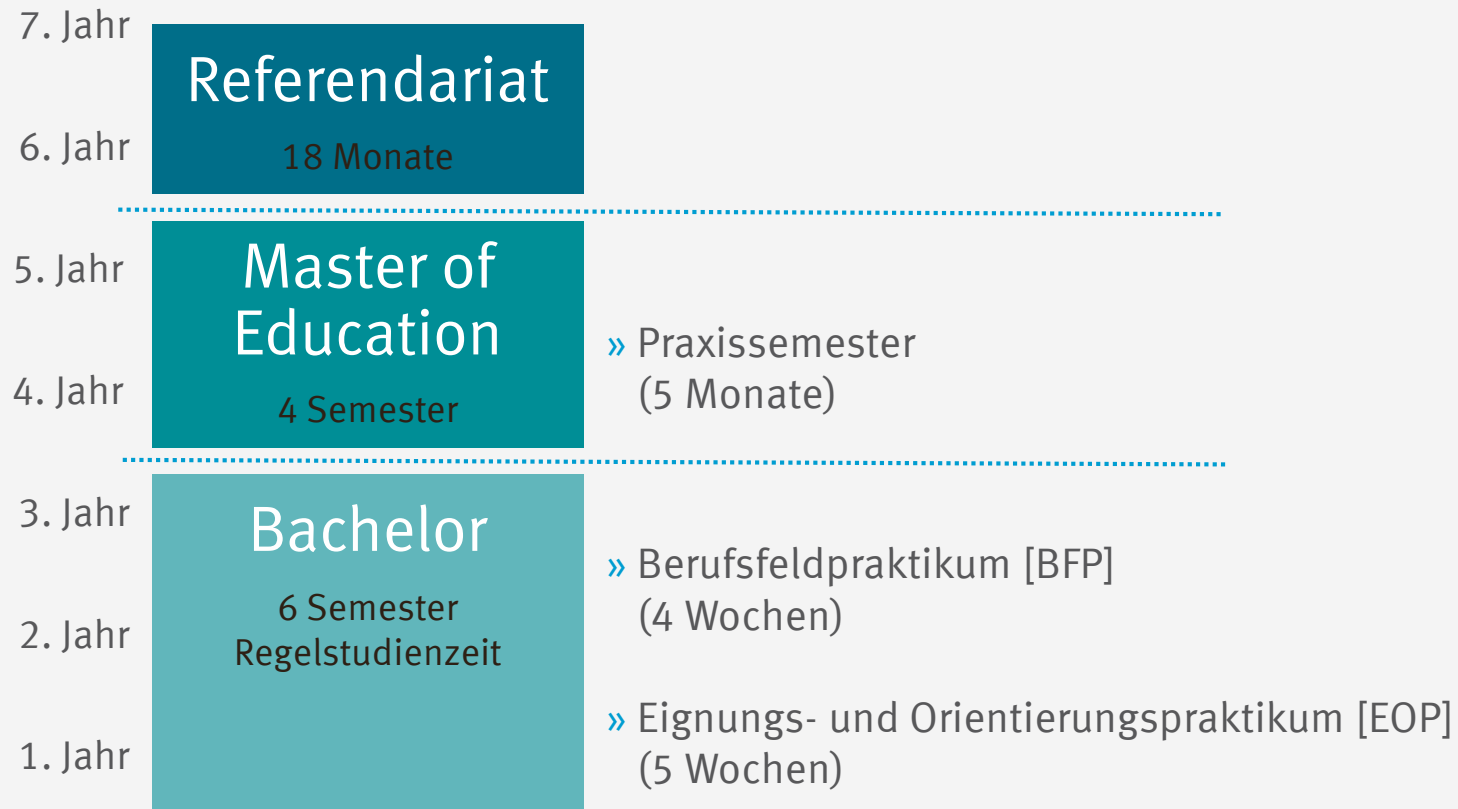 7. Jahr
Referendariat
6. Jahr
18 Monate
5. Jahr
Master of
Education
» Praxissemester
(5 Monate)
4. Jahr
4 Semester
3. Jahr
Bachelor
» Berufsfeldpraktikum [BFP]
(4 Wochen)
6 Semester
2. Jahr
Regelstudienzeit
» Eignungs- und Orientierungspraktikum [EOP]
(5 Wochen)
1. Jahr